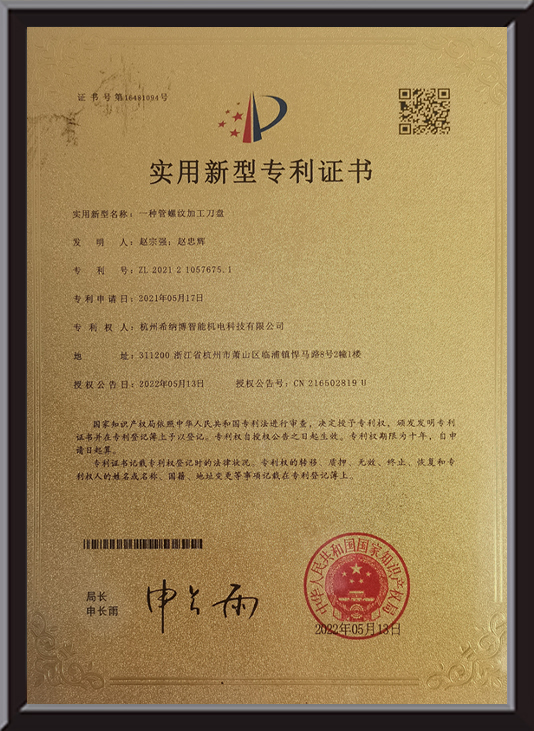 证书号第16481094号
实用新型专利证书
实用新型名称：一种管螺纹加工刀盘
发明人：赵宗强；赵忠辉
专利号：ZL 2021 2 1057675.1
专利申请日：2021年05月17日
专利权人：杭州希纳博智能机电科技有限公司
地址：311200 浙江省杭州市萧山区临浦镇悍马路8号2幢1楼
授权公告日：2022年05月13日 授权公告号：CN 216502819 U
国家知识产权局依照中华人民共和国专利法进行审查，决定授予专利权，颁发发明专利
证书并在专利登记簿上予以登记。专利权自授权公告之日起生效。专利权期限为十年，自申
请日起算。
专利证书记载专利权登记时的法律状况。专利权的转移、质押、无效、终止、恢复和专
利权人的姓名或名称、国籍、地址变更等事项记载在专利登记簿上。
局长
申长雨
申长雨
中华人民共和国国家知识产权局
2022年05月13日